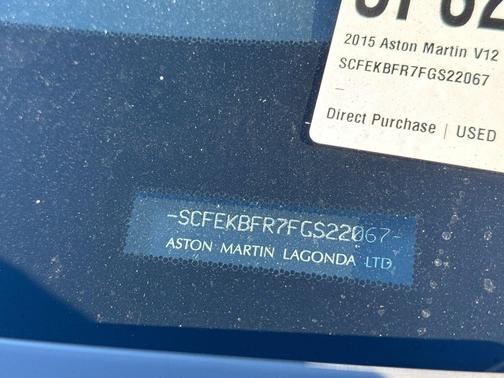 2015 Aston Martin V12
SCFEKBFR7FGS22067
–
Direct Purchase | USED
-SCFEKBFR7FGS22067-
ASTON MARTIN LAGONDA LTD